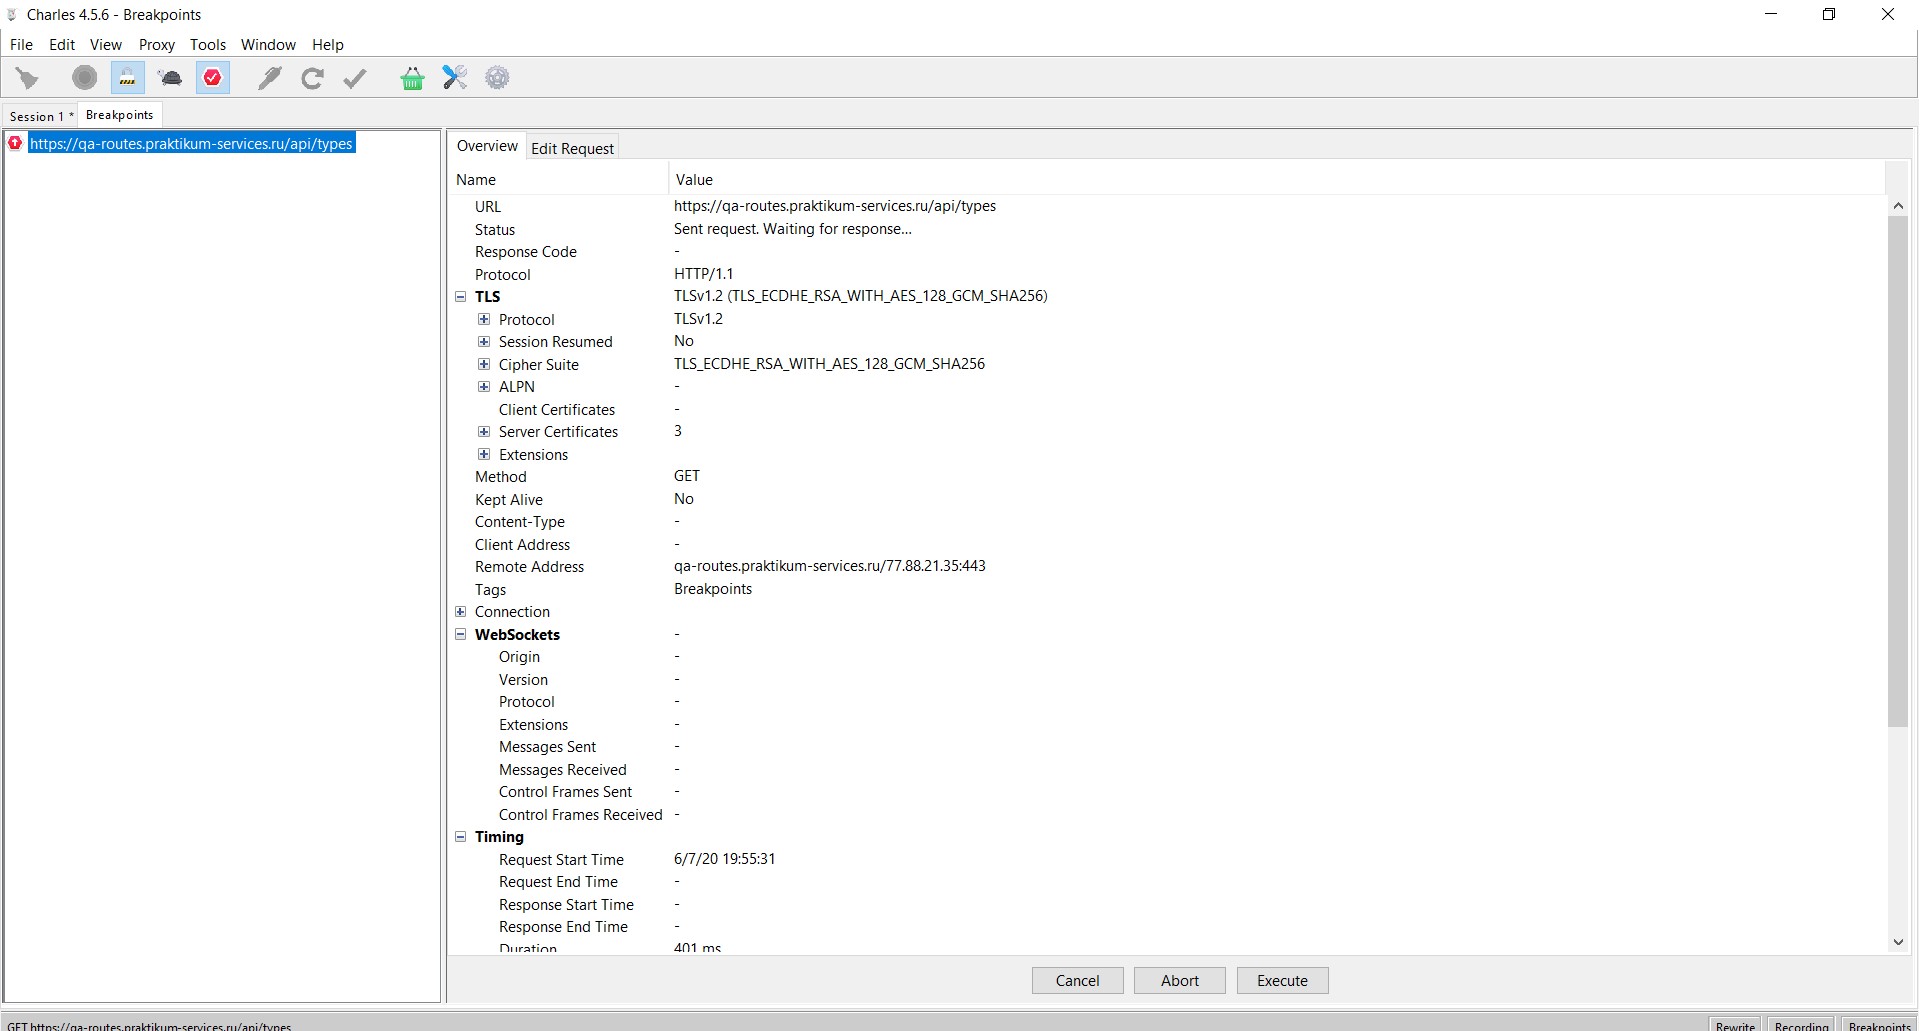 Charles 4.5.6 - Breakpoints
File Edit View Proxy Tools Window Help
Session 1 * Breakpoints
https://qa-routes.praktikum-services.ru/api/types
Overview Edit Request
Name Value
URL https://qa-routes.praktikum-services.ru/api/types
Status Sent request. Waiting for response...
Response Code -
Protocol HTTP/1.1
TLS TLSv1.2 (TLS_ECDHE_RSA_WITH_AES_128_GCM_SHA256)
Protocol TLSv1.2
Session Resumed No
Cipher Suite TLS_ECDHE_RSA_WITH_AES_128_GCM_SHA256
ALPN -
Client Certificates -
Server Certificates 3
Extensions
Method GET
Kept Alive No
Content-Type -
Client Address -
Remote Address qa-routes.praktikum-services.ru/77.88.21.35:443
Tags Breakpoints
Connection
WebSockets -
Origin -
Version -
Protocol -
Extensions -
Messages Sent -
Messages Received -
Control Frames Sent -
Control Frames Received -
Timing
Request Start Time 6/7/20 19:55:31
Request End Time -
Response Start Time -
Response End Time -
Duration 401 ms
Cancel Abort Execute
GET https://qa-routes.praktikum-services.ru/api/types Rewrite Recording Breakpoints